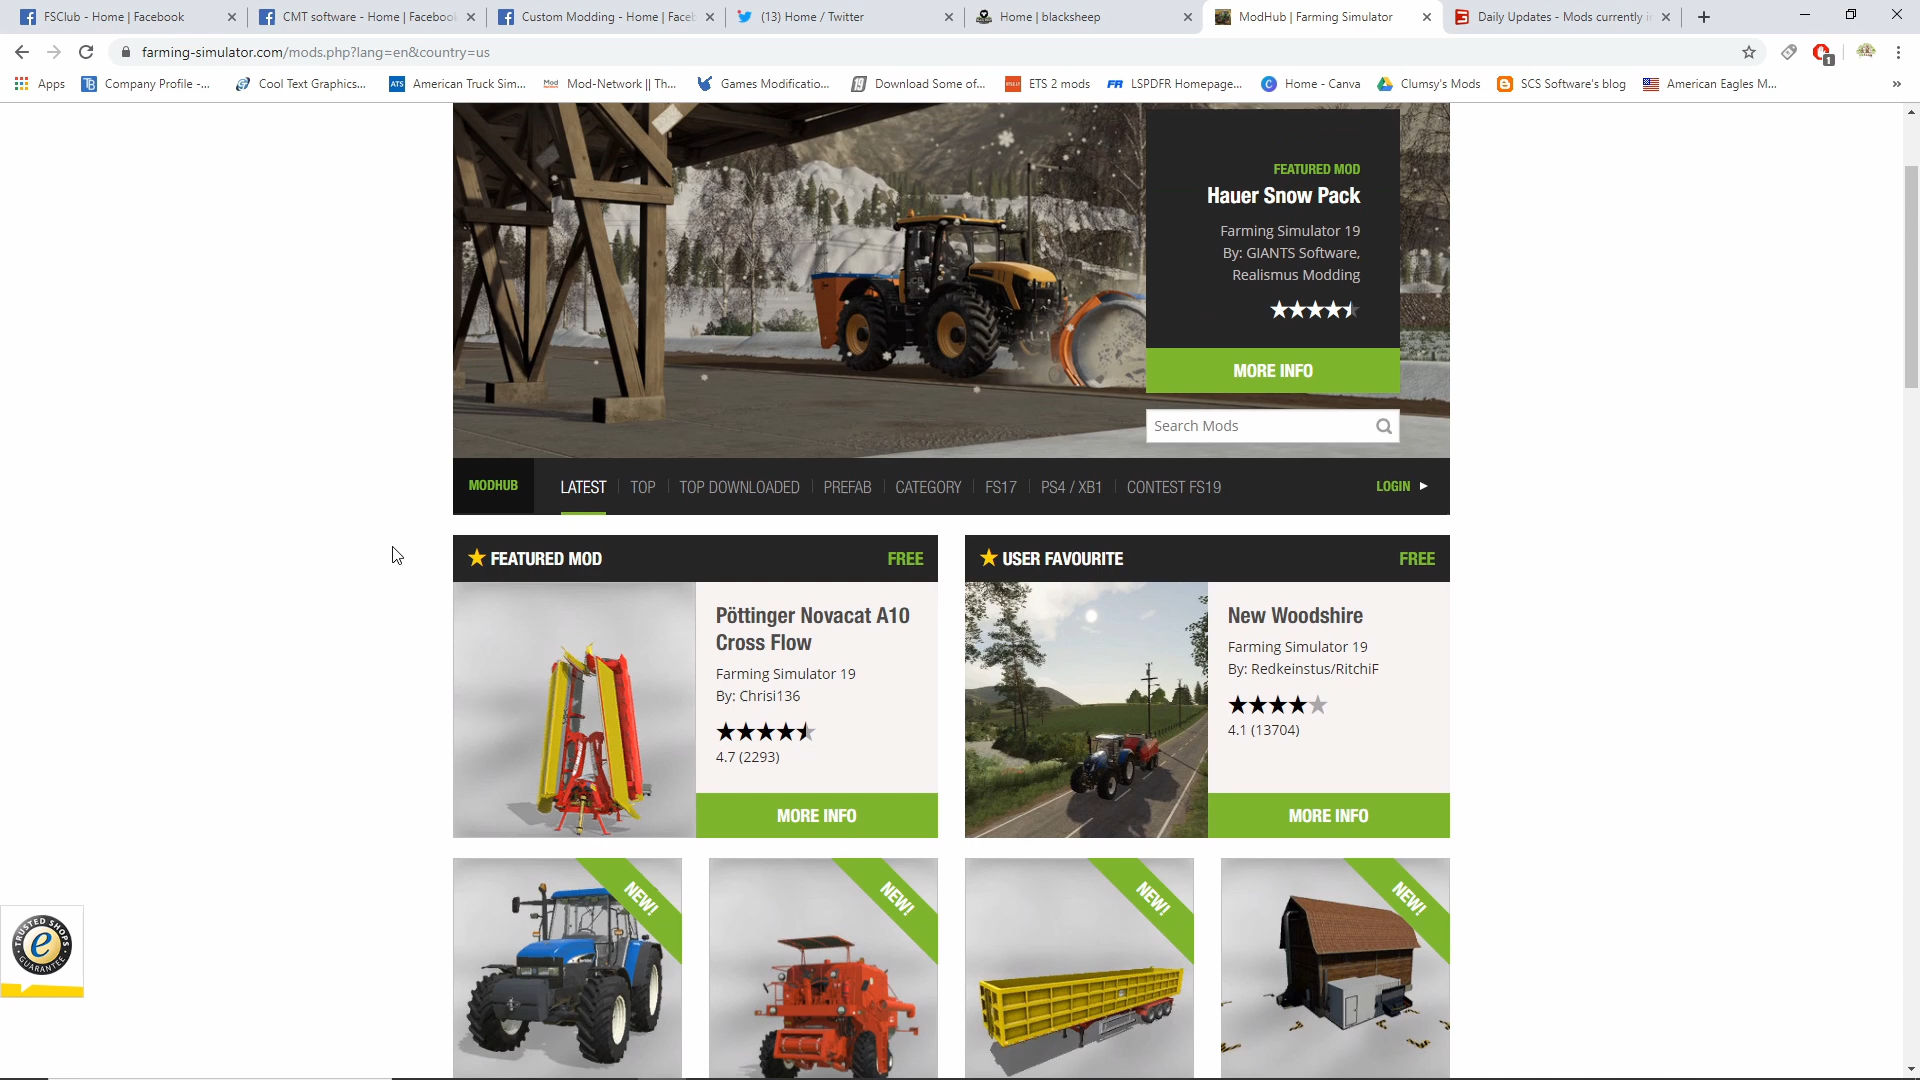 FSClub - Home | Facebook
CMT software - Home | Facebook
Custom Modding - Home | Faceb
(13) Home / Twitter
Home | blacksheep
ModHub | Farming Simulator
Daily Updates - Mods currently i
farming-simulator.com/mods.php?lang=en&country=us
1
Apps
Company Profile -...
Cool Text Graphics...
ATS
American Truck Sim...
Mod-Network || Th...
Games Modificatio...
19
Download Some of...
ETS 2 mods
FR
LSPDFR Homepage...
Home - Canva
Clumsy's Mods
SCS Software's blog
American Eagles M...
»
FEATURED MOD
Hauer Snow Pack
Farming Simulator 19
By: GIANTS Software,
Realismus Modding
MORE INFO
Search Mods
MODHUB
LATEST
TOP
TOP DOWNLOADED
PREFAB
CATEGORY
FS17
PS4 / XB1
CONTEST FS19
LOGIN
FEATURED MOD
FREE
Pöttinger Novacat A10
Cross Flow
Farming Simulator 19
By: Chrisi136
4.7 (2293)
MORE INFO
USER FAVOURITE
FREE
New Woodshire
Farming Simulator 19
By: Redkeinstus/RitchiF
4.1 (13704)
MORE INFO
NEW!
NEW!
NEW!
NEW!
TRUSTED SHOPS
e
GUARANTEE